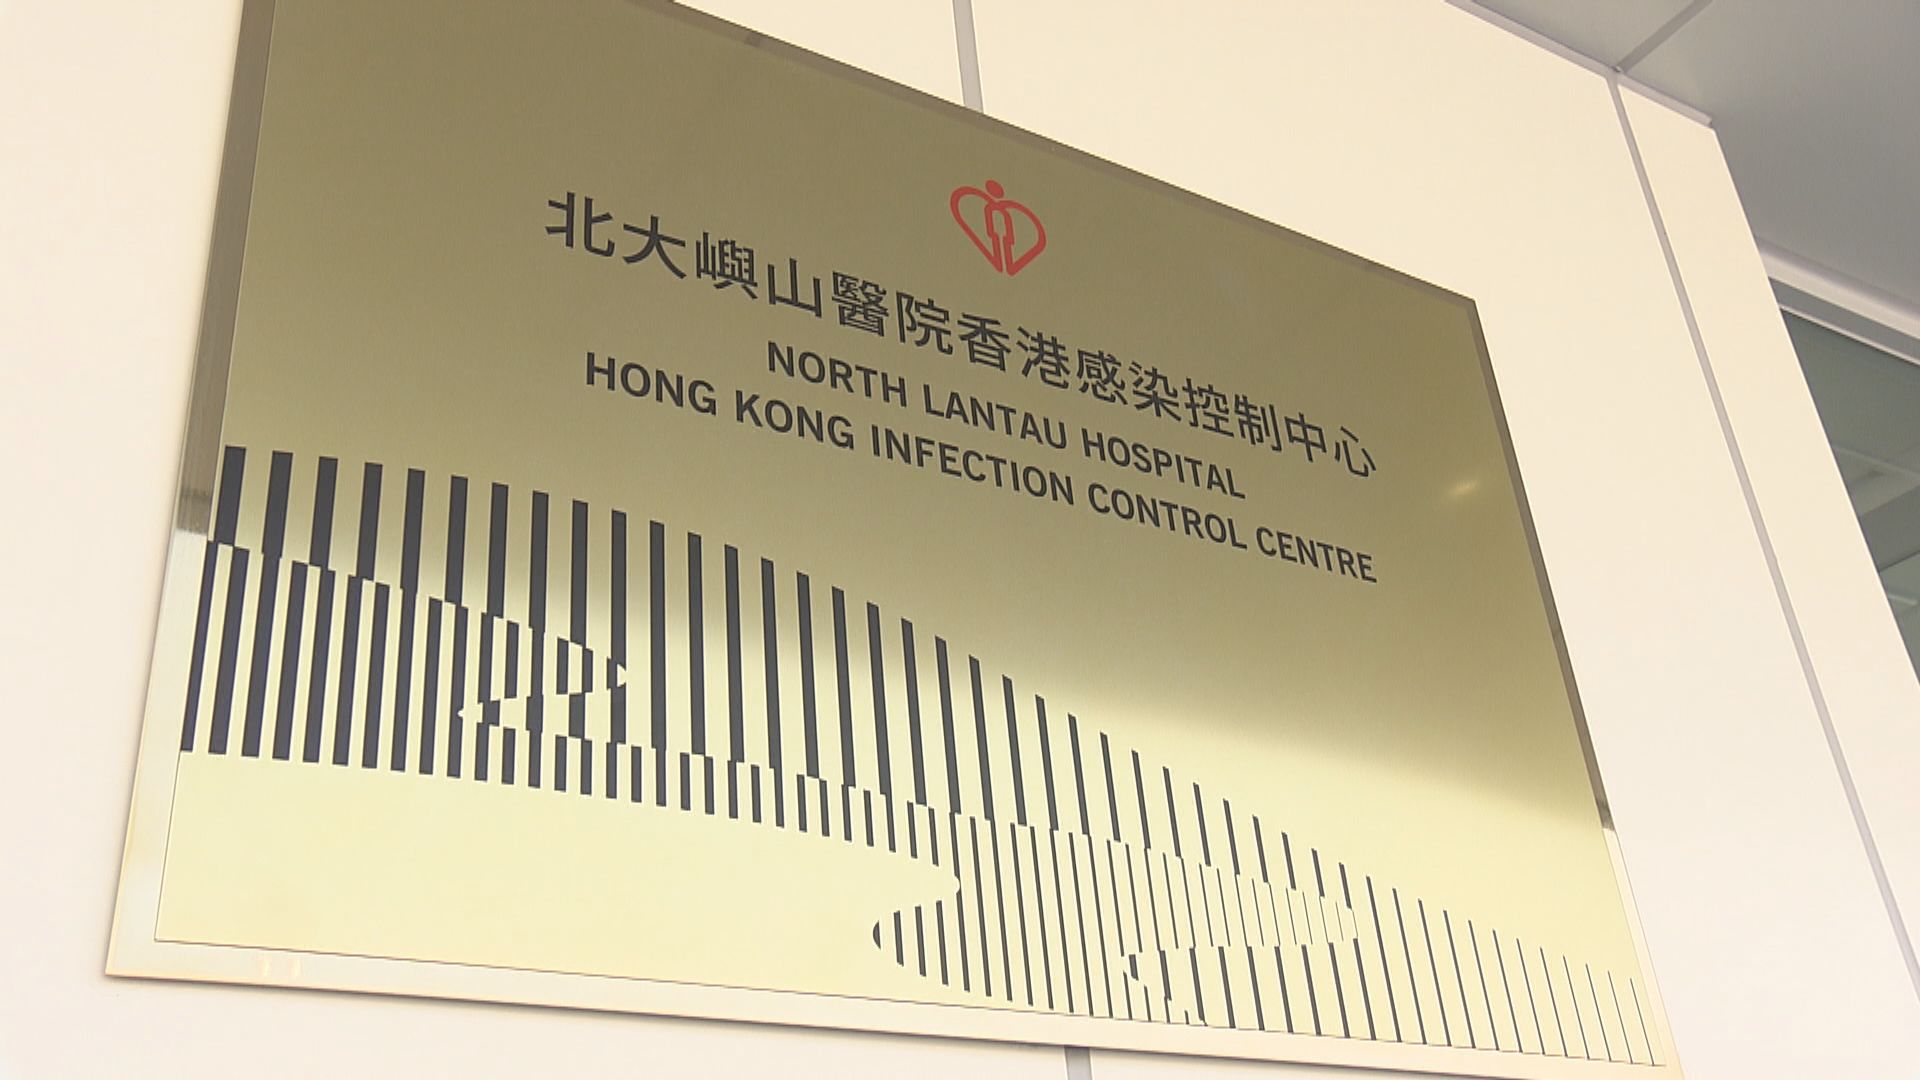 北大嶼山醫院香港感染控制中心
NORTH LANTAU HOSPITAL
HONG KONG INFECTION CONTROL CENTRE